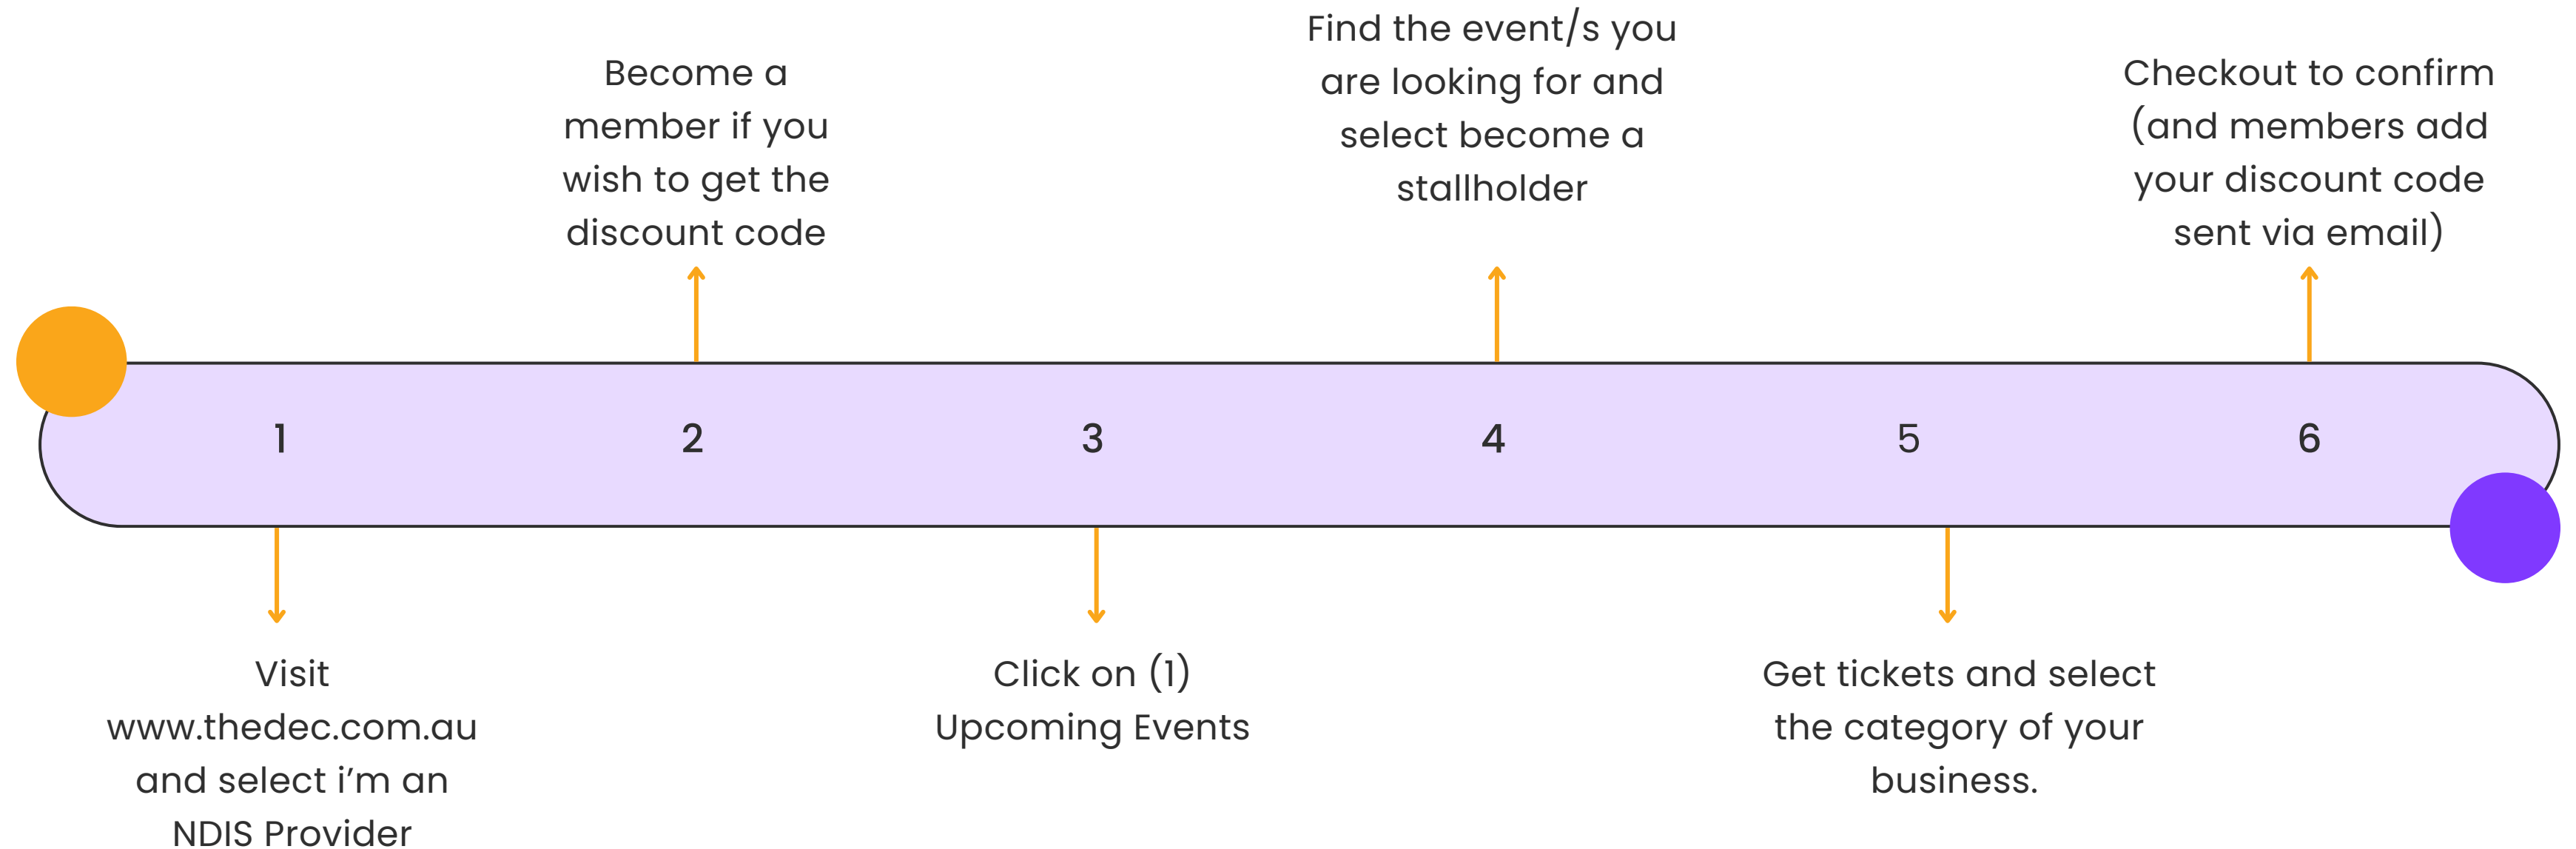 Find the event/s you
are looking for and
select become a
stallholder
Become a
member if you
wish to get the
discount code
Checkout to confirm
(and members add
your discount code
sent via email)
1
2
3
4
5
6
Visit
www.thedec.com.au
and select i’m an
NDIS Provider
Click on (1)
Upcoming Events
Get tickets and select
the category of your
business.